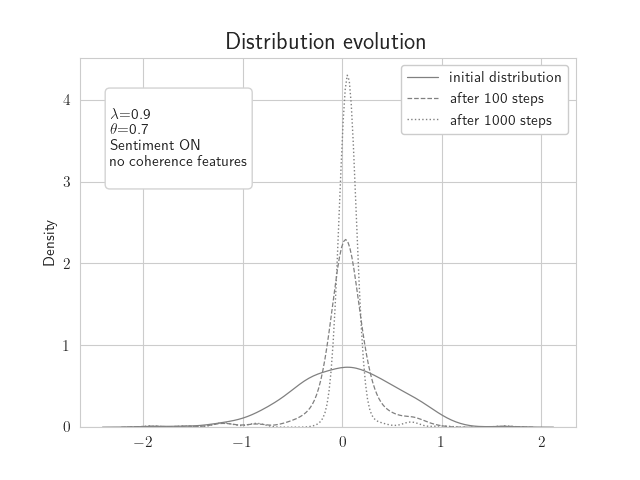 Distribution evolution
initial distribution
after 100 steps
after 1000 steps
λ=0.9
θ=0.7
Sentiment ON
no coherence features
Density
4
3
2
1
0
−2
−1
0
1
2